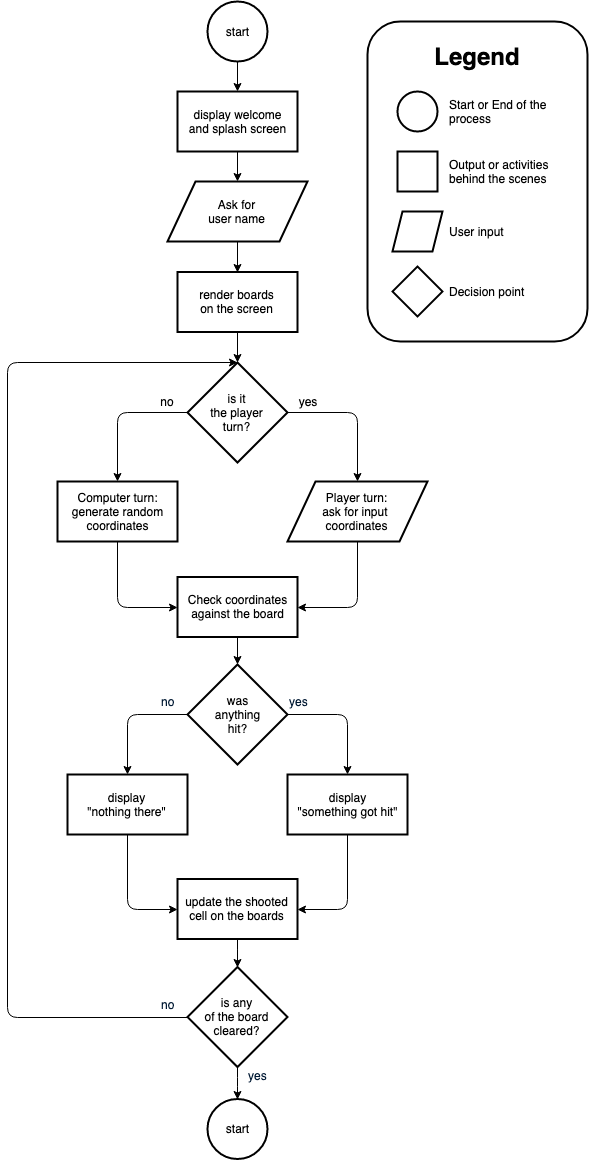 start
Legend
display welcome
and splash screen
Start or End of the
process
Ask for
user name
Output or activities
behind the scenes
User input
render boards
on the screen
Decision point
no
is it
the player
turn?
yes
Computer turn:
generate random
coordinates
Player turn:
ask for input
coordinates
Check coordinates
against the board
no
was
anything
hit?
yes
display
"nothing there"
display
"something got hit"
update the shooted
cell on the boards
no
is any
of the board
cleared?
yes
start